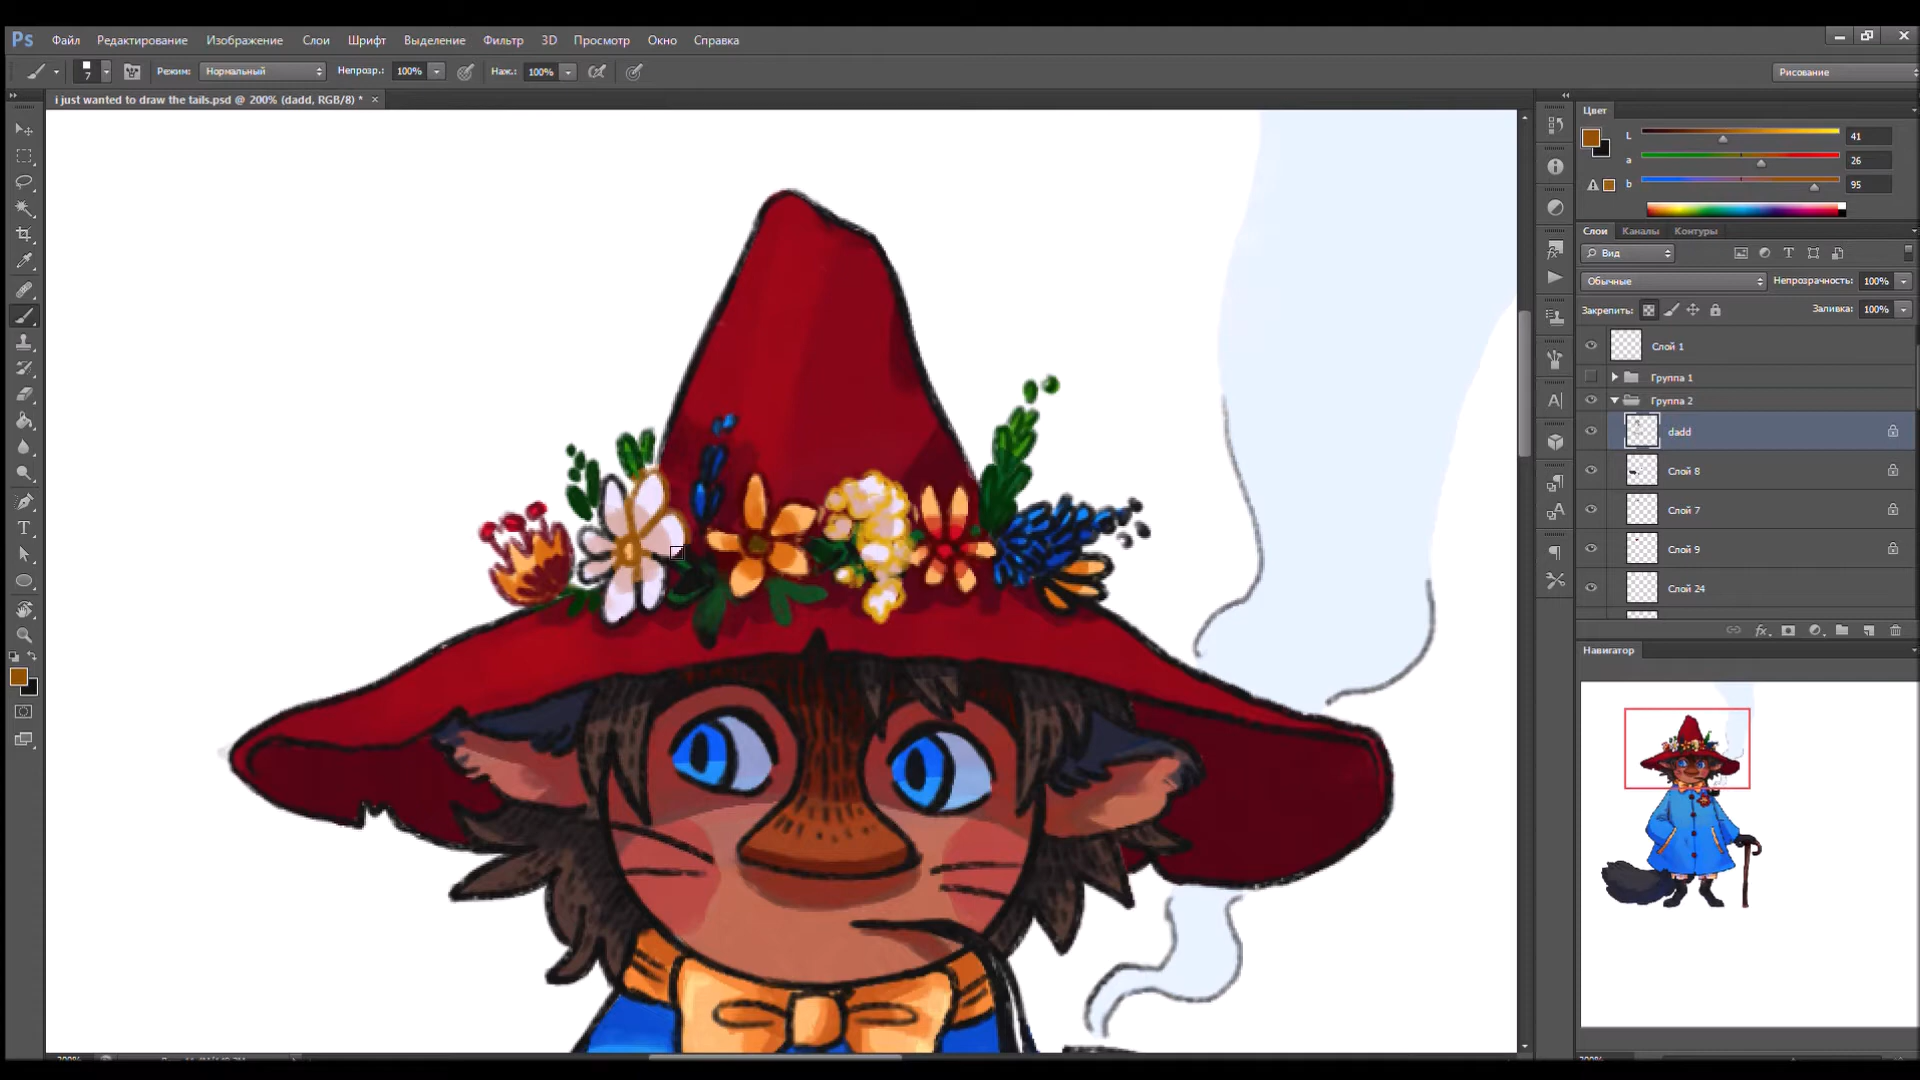 Ps Файл Редактирование Изображение Слои Шрифт Выделение Фильтр 3D Просмотр Окно Справка
7 Режим: Нормальный Непрозр.: 100% Наж.: 100% Рисование
i just wanted to draw the tails.psd @ 200% (dadd, RGB/8) *
Цвет
L 41
a 26
b 95
Слои Каналы Контуры
Вид
Обычные Непрозрачность: 100%
Закрепить: Заливка: 100%
Слой 1
Группа 1
Группа 2
dadd
Слой 8
Слой 7
Слой 9
Слой 24
Навигатор